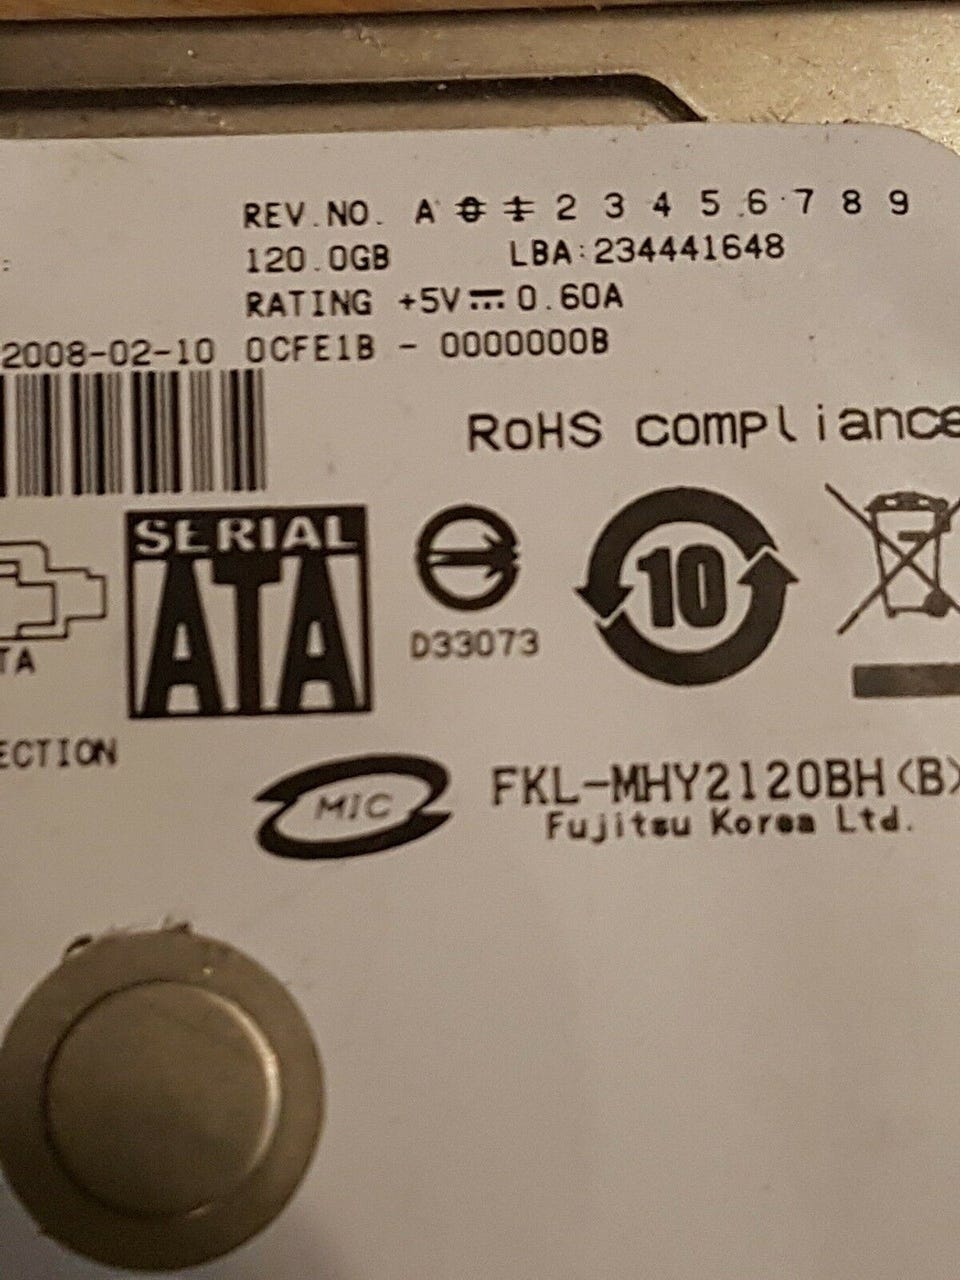 REV.NO. A 0 1 2 3 4 5 6 7 8 9
:
120.0GB LBA:234441648
RATING +5V 0.60A
2008-02-10 0CFE1B - 0000000B
RoHS compliance
SERIAL
ATA
D33073
10
TA
ECTION
MIC
FKL-MHY2120BH(B)
Fujitsu Korea Ltd.